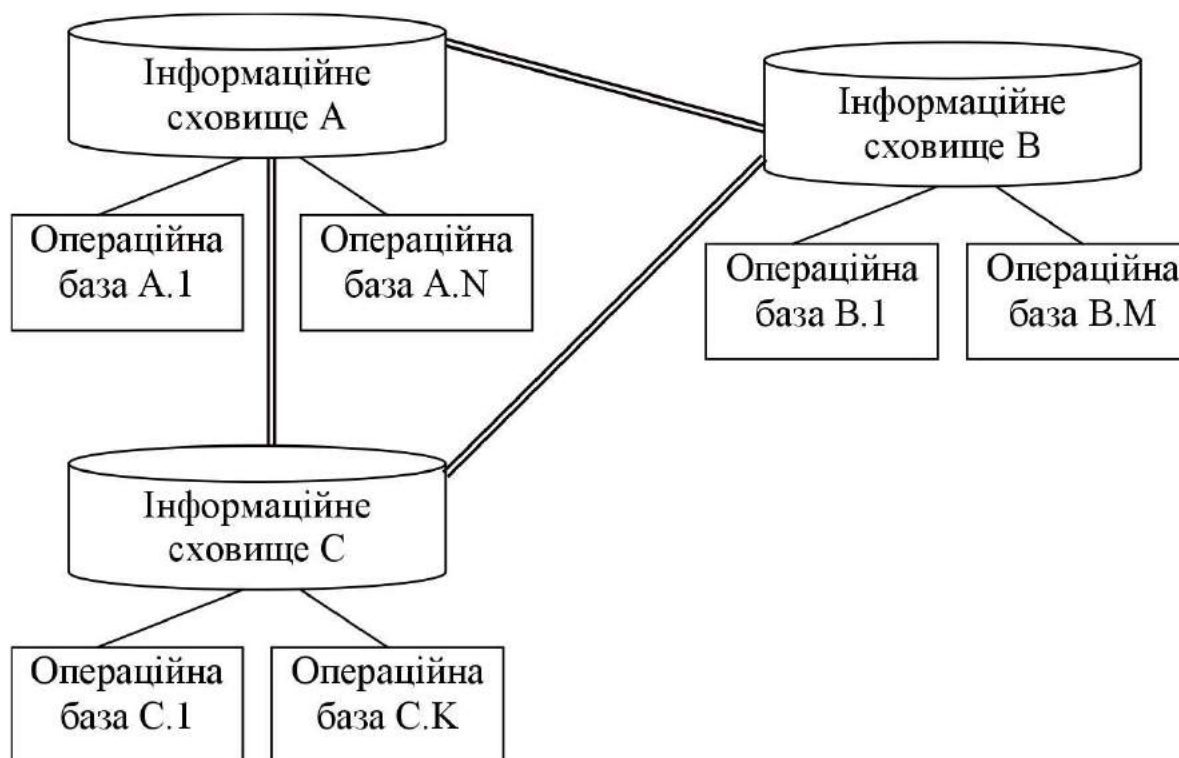 Інформаційне
сховище A
Інформаційне
сховище B
Операційна
база A.1
Операційна
база A.N
Операційна
база B.1
Операційна
база B.M
Інформаційне
сховище C
Операційна
база C.1
Операційна
база C.K